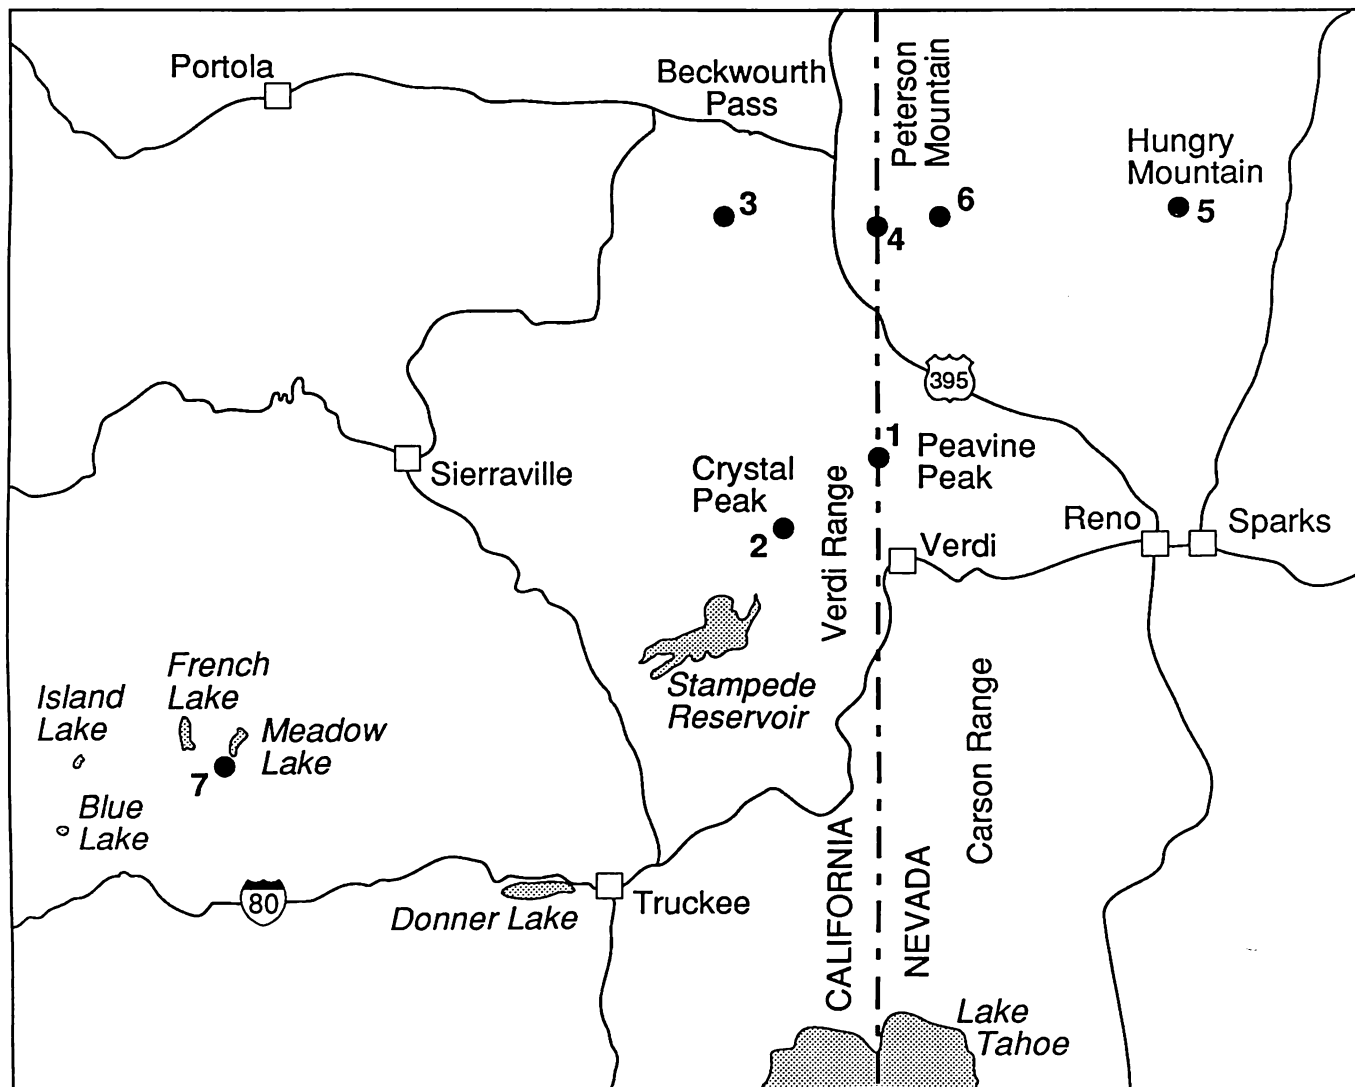 Portola
Beckwourth
Pass
Peterson
Mountain
Hungry
Mountain
3
6
5
4
395
1
Peavine
Peak
Crystal
Peak
2
Verdi Range
Sierraville
Reno
Sparks
Verdi
French
Lake
Island
Lake
Meadow
Lake
7
Blue
Lake
Stampede
Reservoir
Carson Range
80
Donner Lake
Truckee
CALIFORNIA
NEVADA
Lake
Tahoe